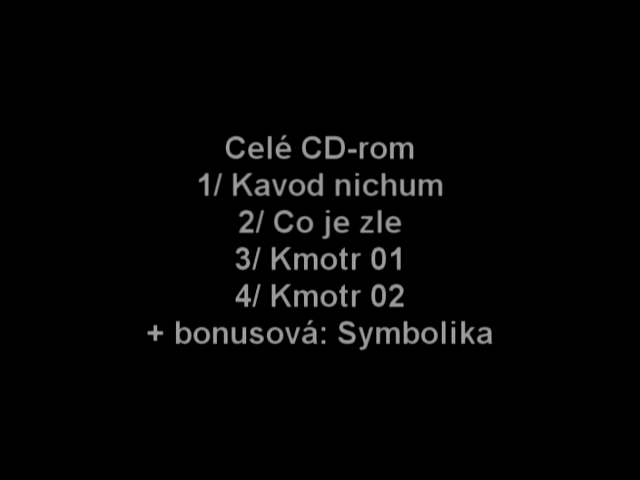 Celé CD-rom
1/ Kavod nichum
2/ Co je zle
3/ Kmotr 01
4/ Kmotr 02
+ bonusová: Symbolika